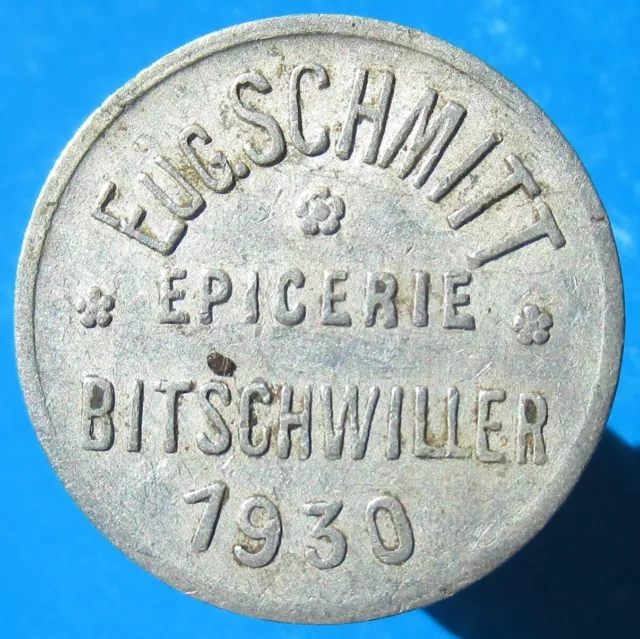 EUG.SCHMITT
EPICERIE
BITSCHWILLER
1930